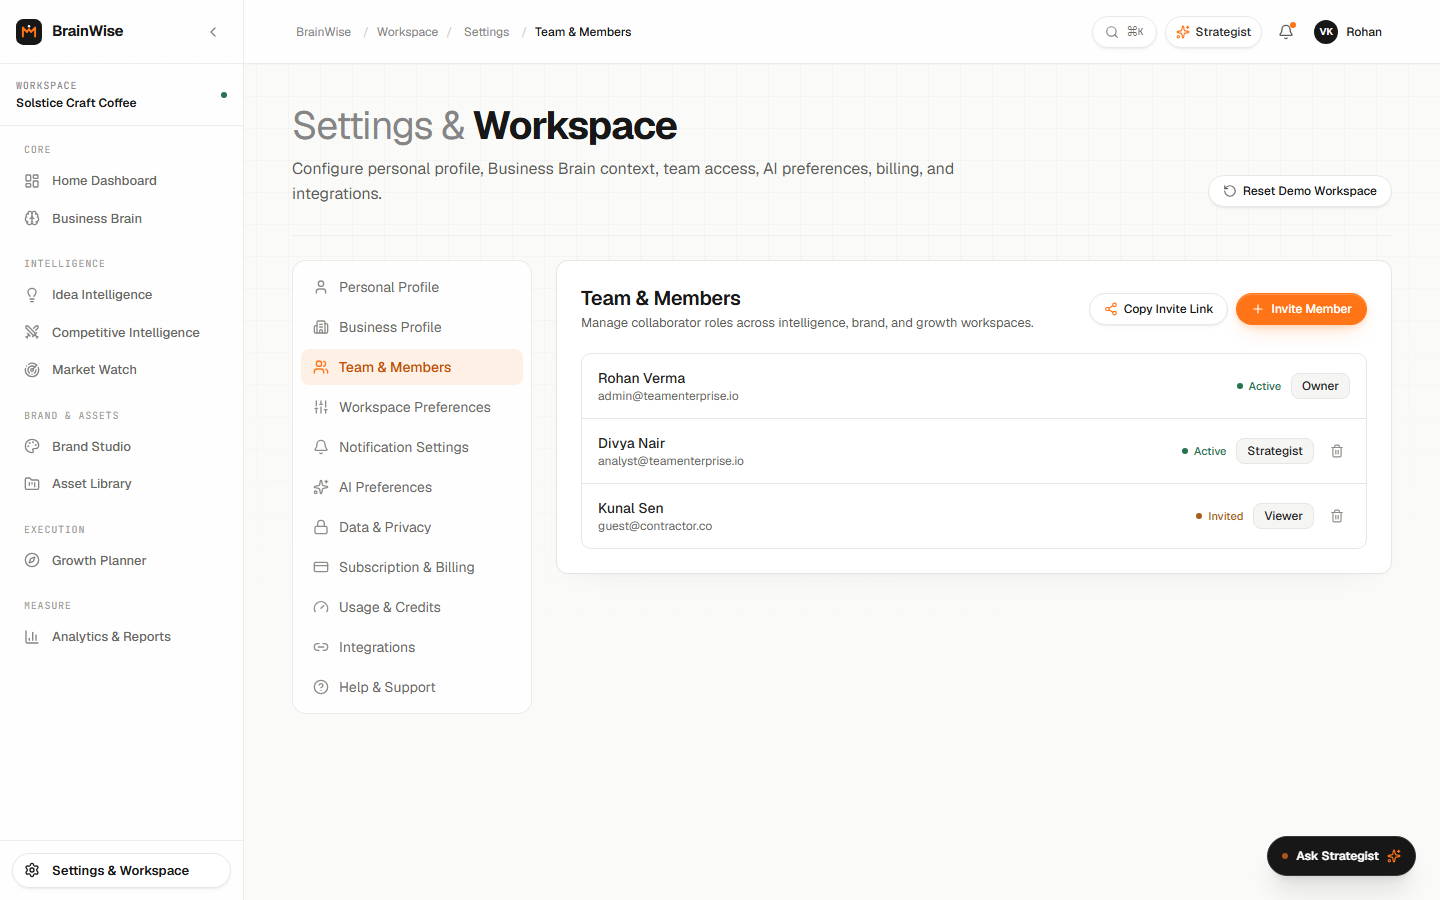 BrainWise
WORKSPACE
Solstice Craft Coffee
CORE
Home Dashboard
Business Brain
INTELLIGENCE
Idea Intelligence
Competitive Intelligence
Market Watch
BRAND & ASSETS
Brand Studio
Asset Library
EXECUTION
Growth Planner
MEASURE
Analytics & Reports
Settings & Workspace
BrainWise / Workspace / Settings / Team & Members
⌘K
Strategist
VK
Rohan
Settings & Workspace
Configure personal profile, Business Brain context, team access, AI preferences, billing, and
integrations.
Reset Demo Workspace
Personal Profile
Business Profile
Team & Members
Workspace Preferences
Notification Settings
AI Preferences
Data & Privacy
Subscription & Billing
Usage & Credits
Integrations
Help & Support
Team & Members
Manage collaborator roles across intelligence, brand, and growth workspaces.
Copy Invite Link
Invite Member
Rohan Verma
admin@teamenterprise.io
Active
Owner
Divya Nair
analyst@teamenterprise.io
Active
Strategist
Kunal Sen
guest@contractor.co
Invited
Viewer
Ask Strategist